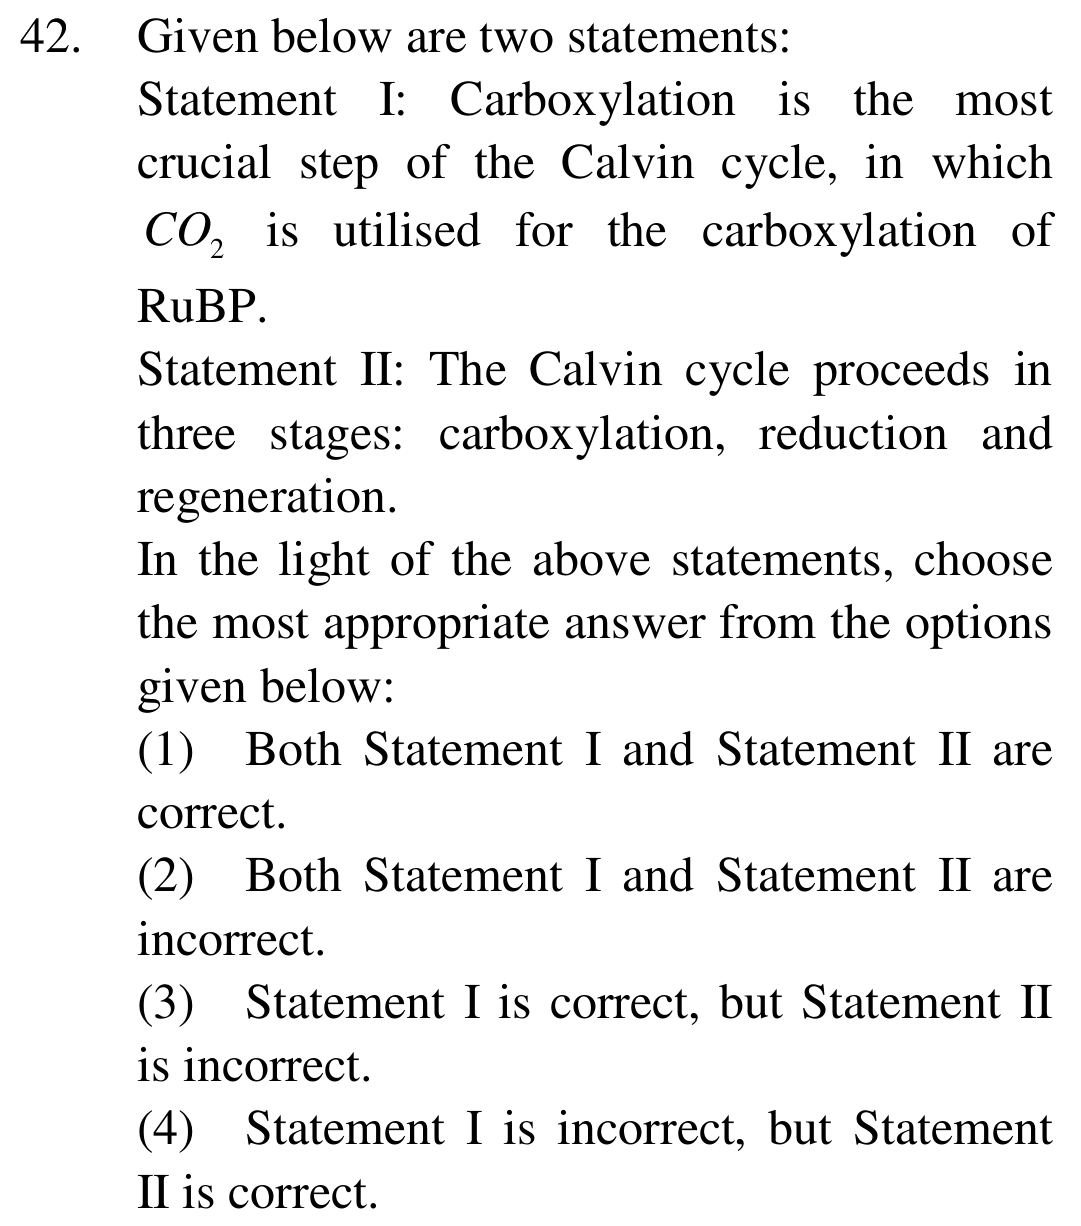 42. Given below are two statements:
Statement I: Carboxylation is the most
crucial step of the Calvin cycle, in which
CO₂ is utilised for the carboxylation of
RuBP.
Statement II: The Calvin cycle proceeds in
three stages: carboxylation, reduction and
regeneration.
In the light of the above statements, choose
the most appropriate answer from the options
given below:
(1) Both Statement I and Statement II are
correct.
(2) Both Statement I and Statement II are
incorrect.
(3) Statement I is correct, but Statement II
is incorrect.
(4) Statement I is incorrect, but Statement
II is correct.